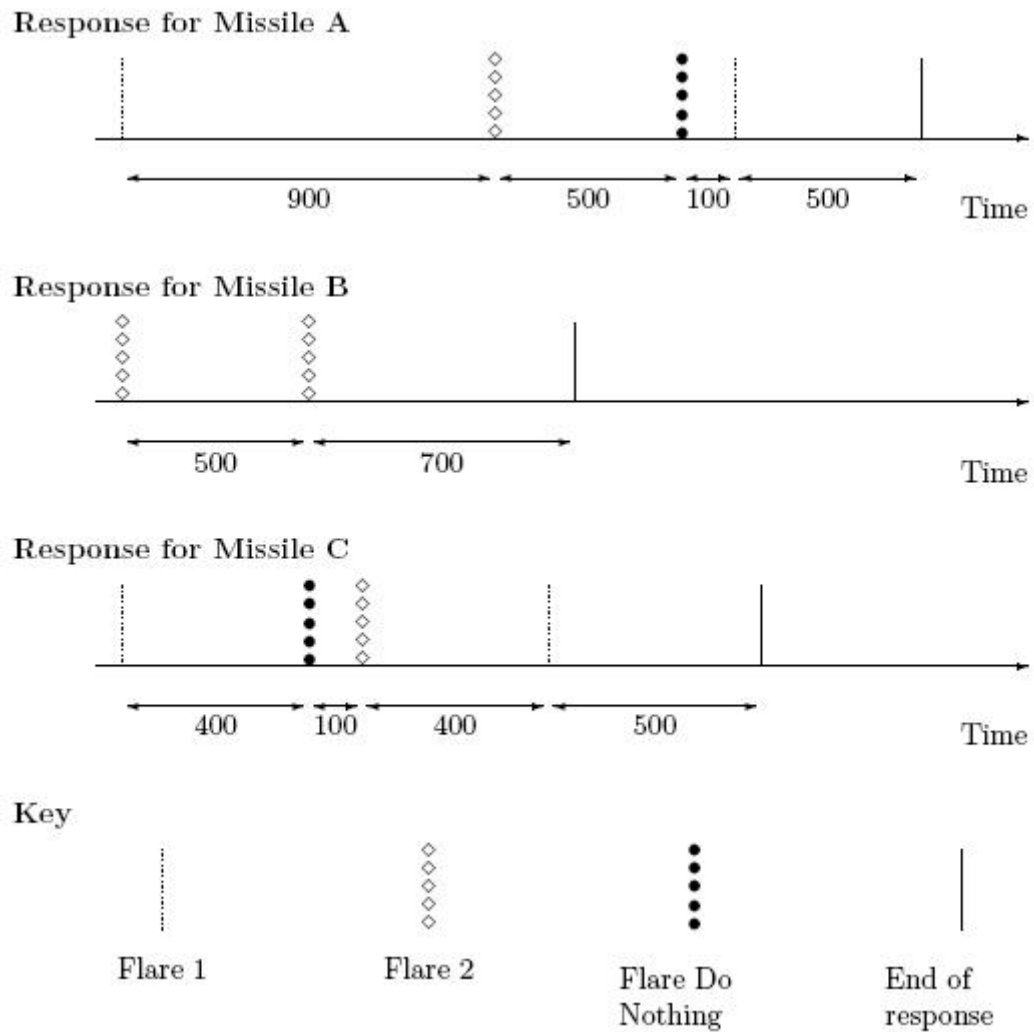 Response for Missile A
900 500 100 500
Time
Response for Missile B
500 700
Time
Response for Missile C
400 100 400 500
Time
Key
Flare 1 Flare 2 Flare Do Nothing End of response